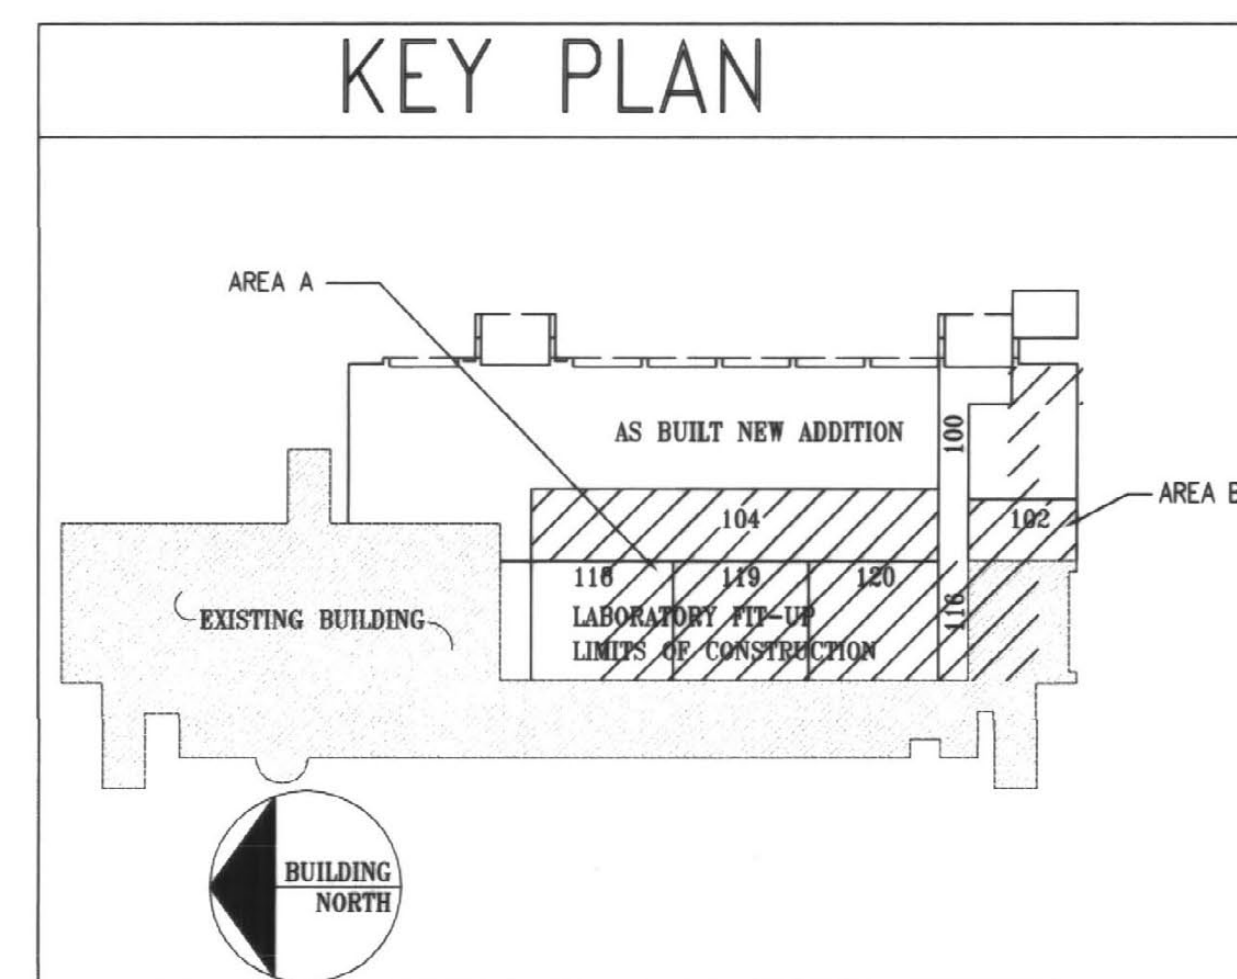 KEY PLAN
AREA A
AS BUILT NEW ADDITION
100
AREA B
104
102
118
119
120
116
LABORATORY FIT-UP
LIMITS OF CONSTRUCTION
EXISTING BUILDING
BUILDING
NORTH